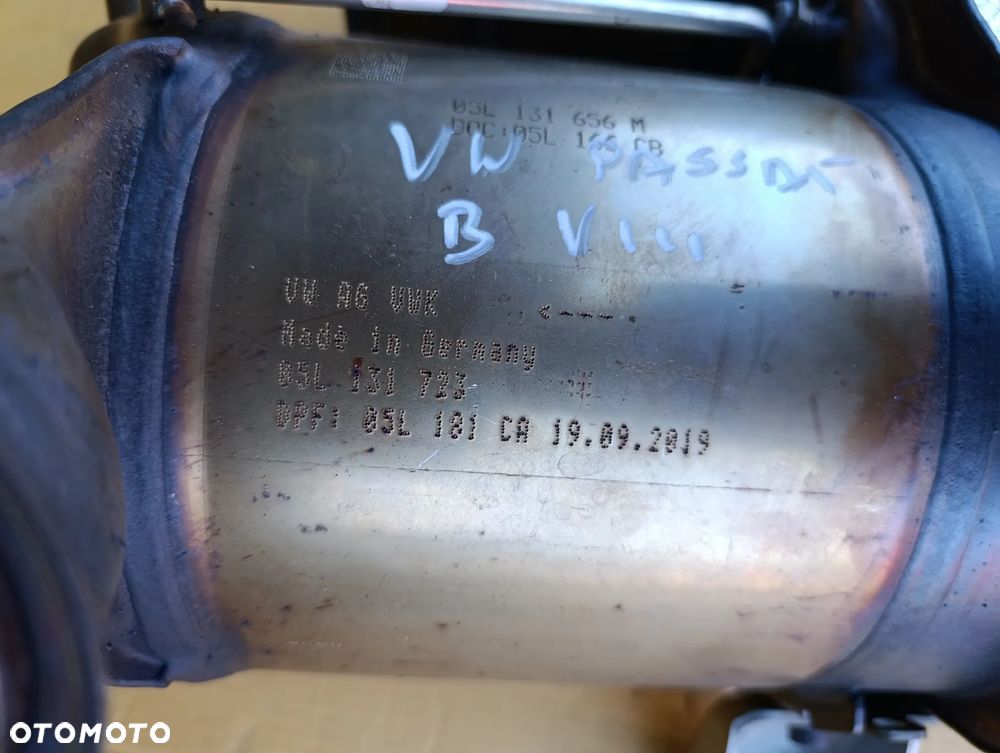 05L 131 656 M
DOC:05L 166 CB
VW PASSAT
B VIII
VW AG VWK <----
Made in Germany
05L 131 723
DPF: 05L 181 CA 19.09.2019
OTOMOTO